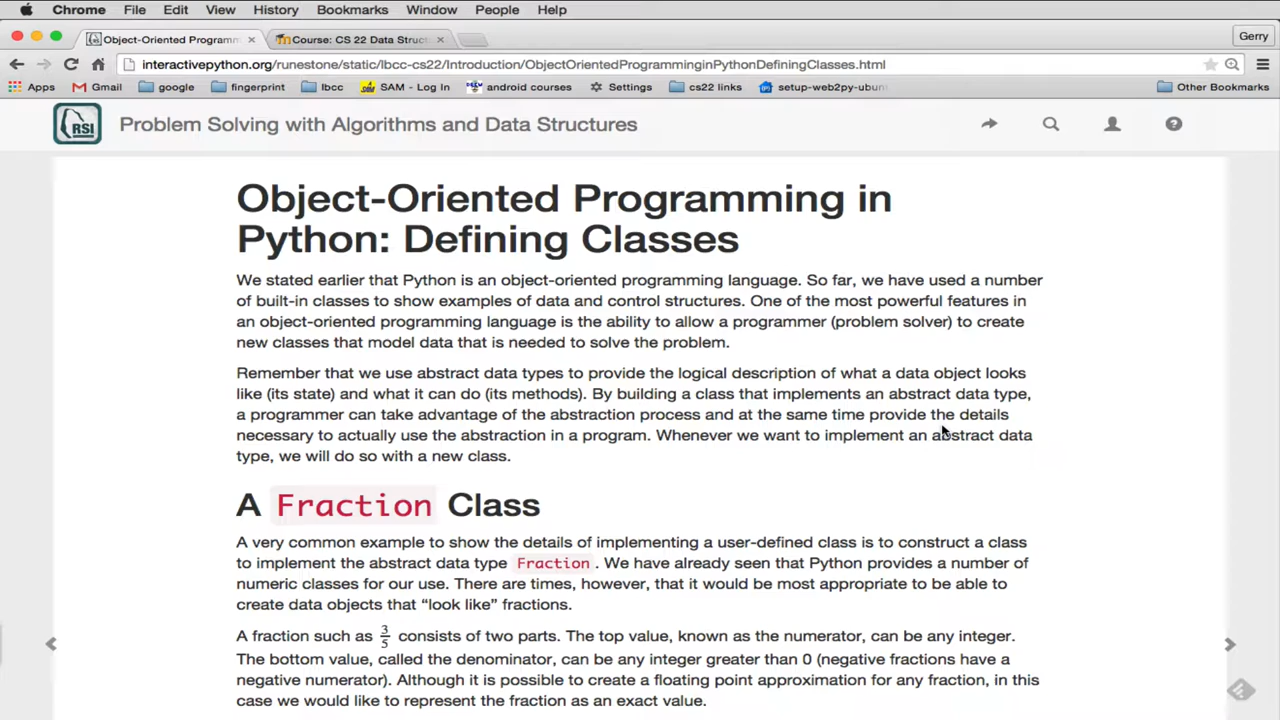 Chrome File Edit View History Bookmarks Window People Help
Object-Oriented Programm
Course: CS 22 Data Struct
Gerry
interactivepython.org/runestone/static/lbcc-cs22/Introduction/ObjectOrientedProgramminginPythonDefiningClasses.html
Apps Gmail google fingerprint lbcc SAM - Log In android courses Settings cs22 links setup-web2py-ubun Other Bookmarks
RSI Problem Solving with Algorithms and Data Structures
Object-Oriented Programming in
Python: Defining Classes
We stated earlier that Python is an object-oriented programming language. So far, we have used a number
of built-in classes to show examples of data and control structures. One of the most powerful features in
an object-oriented programming language is the ability to allow a programmer (problem solver) to create
new classes that model data that is needed to solve the problem.
Remember that we use abstract data types to provide the logical description of what a data object looks
like (its state) and what it can do (its methods). By building a class that implements an abstract data type,
a programmer can take advantage of the abstraction process and at the same time provide the details
necessary to actually use the abstraction in a program. Whenever we want to implement an abstract data
type, we will do so with a new class.
A Fraction Class
A very common example to show the details of implementing a user-defined class is to construct a class
to implement the abstract data type Fraction. We have already seen that Python provides a number of
numeric classes for our use. There are times, however, that it would be most appropriate to be able to
create data objects that “look like” fractions.
A fraction such as 3/5 consists of two parts. The top value, known as the numerator, can be any integer.
The bottom value, called the denominator, can be any integer greater than 0 (negative fractions have a
negative numerator). Although it is possible to create a floating point approximation for any fraction, in this
case we would like to represent the fraction as an exact value.